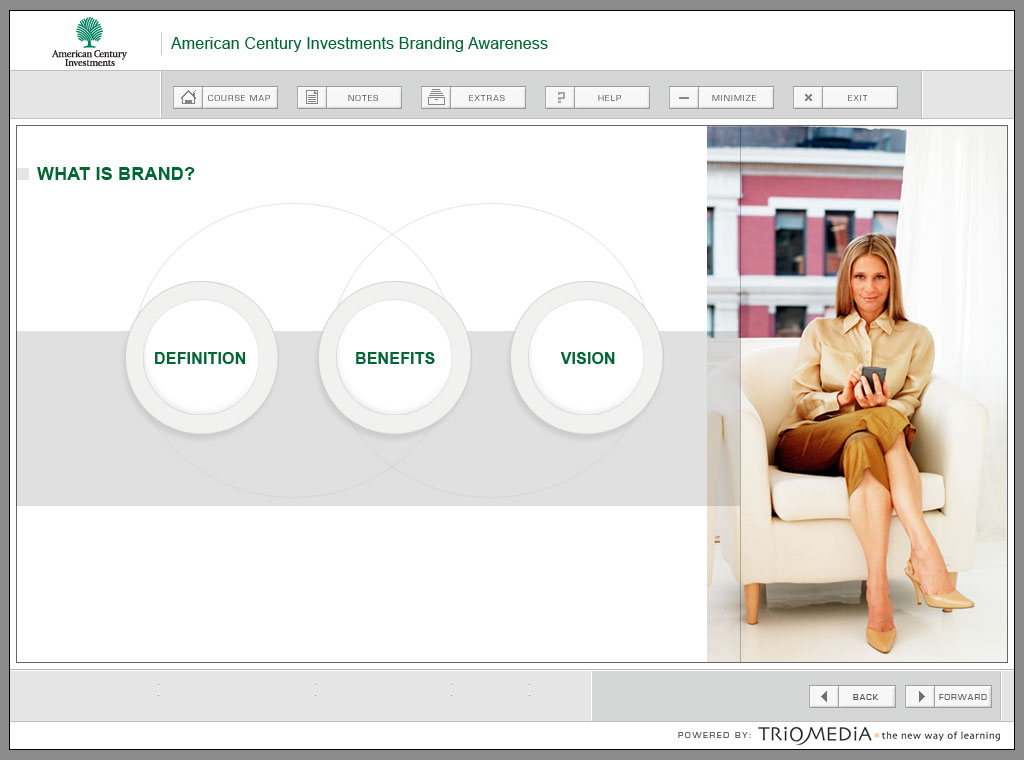 American Century
Investments
American Century Investments Branding Awareness
COURSE MAP
NOTES
EXTRAS
HELP
MINIMIZE
EXIT
WHAT IS BRAND?
DEFINITION
BENEFITS
VISION
BACK
FORWARD
POWERED BY: TRiOMEDiA the new way of learning